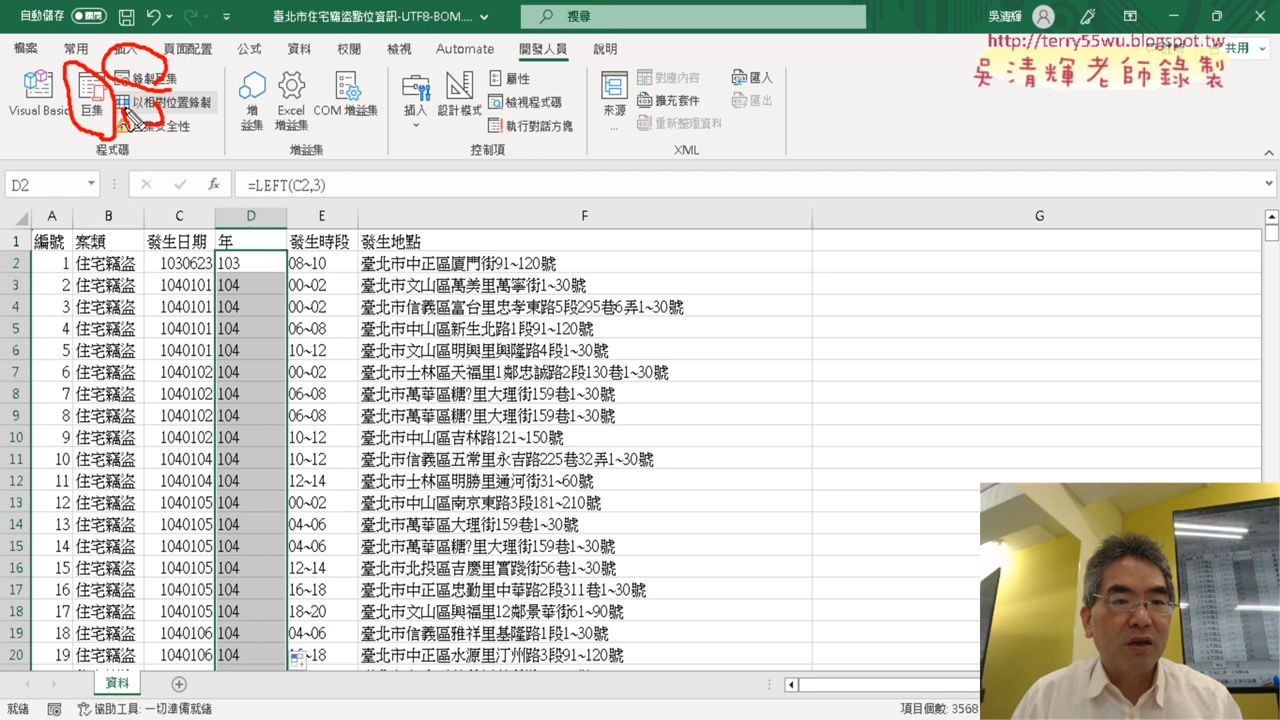 自動儲存 關閉 臺北市住宅竊盜點位資訊-UTF8-BOM.... 搜尋 吳清輝
檔案 常用 插入 頁面配置 公式 資料 校閱 檢視 Automate 開發人員 說明 共用
http://terry55wu.blogspot.tw
吳清輝老師錄製
Visual Basic 巨集 錄製巨集 以相對位置錄製 巨集安全性
增益集 Excel 增益集 COM 增益集
插入 設計模式 屬性 檢視程式碼 執行對話方塊
來源... 對應內容 擴充套件 重新整理資料 匯入 匯出
程式碼 增益集 控制項 XML
D2 fx =LEFT(C2,3)
A B C D E F G
1 編號 案類 發生日期 年 發生時段 發生地點
2 1 住宅竊盜 1030623 103 08~10 臺北市中正區廈門街91~120號
3 2 住宅竊盜 1040101 104 00~02 臺北市文山區萬美里萬寧街1~30號
4 3 住宅竊盜 1040101 104 00~02 臺北市信義區富台里忠孝東路5段295巷6弄1~30號
5 4 住宅竊盜 1040101 104 06~08 臺北市中山區新生北路1段91~120號
6 5 住宅竊盜 1040101 104 10~12 臺北市文山區明興里興隆路4段1~30號
7 6 住宅竊盜 1040102 104 00~02 臺北市士林區天福里1鄰忠誠路2段130巷1~30號
8 7 住宅竊盜 1040102 104 06~08 臺北市萬華區糖?里大理街159巷1~30號
9 8 住宅竊盜 1040102 104 06~08 臺北市萬華區糖?里大理街159巷1~30號
10 9 住宅竊盜 1040102 104 10~12 臺北市中山區吉林路121~150號
11 10 住宅竊盜 1040104 104 10~12 臺北市信義區五常里永吉路225巷32弄1~30號
12 11 住宅竊盜 1040104 104 12~14 臺北市士林區明勝里通河街31~60號
13 12 住宅竊盜 1040105 104 00~02 臺北市中山區南京東路3段181~210號
14 13 住宅竊盜 1040105 104 04~06 臺北市萬華區大理街159巷1~30號
15 14 住宅竊盜 1040105 104 04~06 臺北市萬華區糖?里大理街159巷1~30號
16 15 住宅竊盜 1040105 104 12~14 臺北市北投區吉慶里實踐街56巷1~30號
17 16 住宅竊盜 1040105 104 16~18 臺北市中正區忠勤里中華路2段311巷1~30號
18 17 住宅竊盜 1040105 104 18~20 臺北市文山區興福里12鄰景華街61~90號
19 18 住宅竊盜 1040106 104 04~06 臺北市信義區雅祥里基隆路1段1~30號
20 19 住宅竊盜 1040106 104 ~18 臺北市中正區水源里汀州路3段91~120號
資料
就緒 協助工具: 一切準備就緒 項目個數: 3568